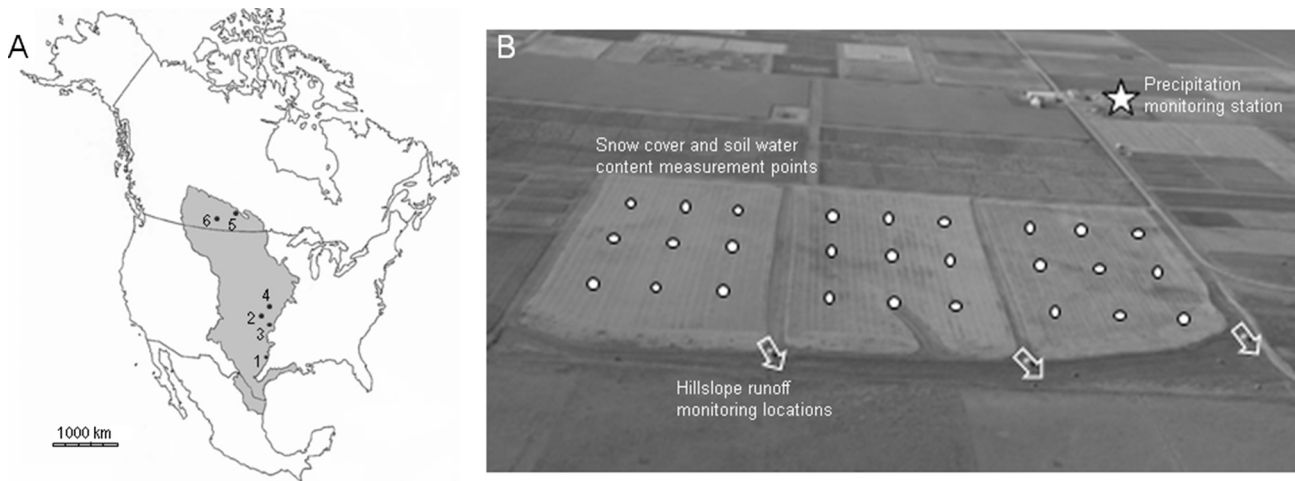 A
6
5
4
2
3
1
1000 km
B
Precipitation
monitoring station
Snow cover and soil water
content measurement points
Hillslope runoff
monitoring locations